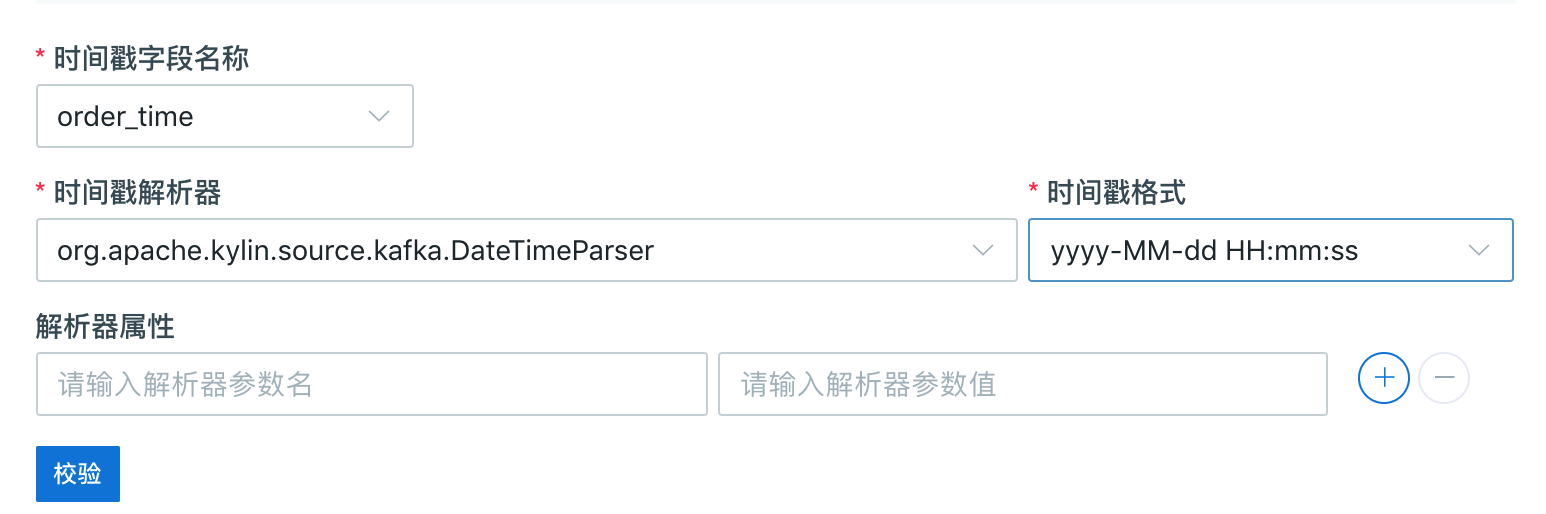 * 时间戳字段名称
order_time
* 时间戳解析器
* 时间戳格式
org.apache.kylin.source.kafka.DateTimeParser
yyyy-MM-dd HH:mm:ss
解析器属性
请输入解析器参数名
请输入解析器参数值
校验